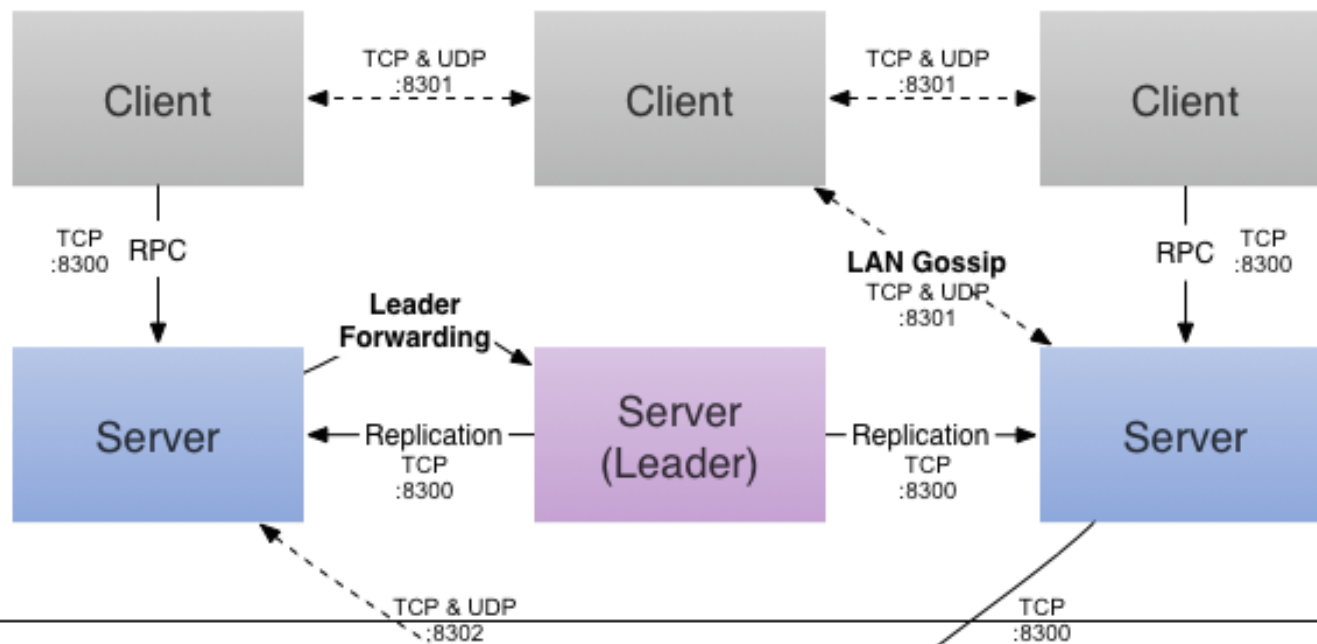 TCP & UDP
:8301
TCP & UDP
:8301
Client
Client
Client
TCP
:8300
RPC
LAN Gossip
TCP & UDP
:8301
RPC
TCP
:8300
Leader
Forwarding
Server
Replication
TCP
:8300
Server
(Leader)
Replication
TCP
:8300
Server
TCP & UDP
:8302
TCP
:8300